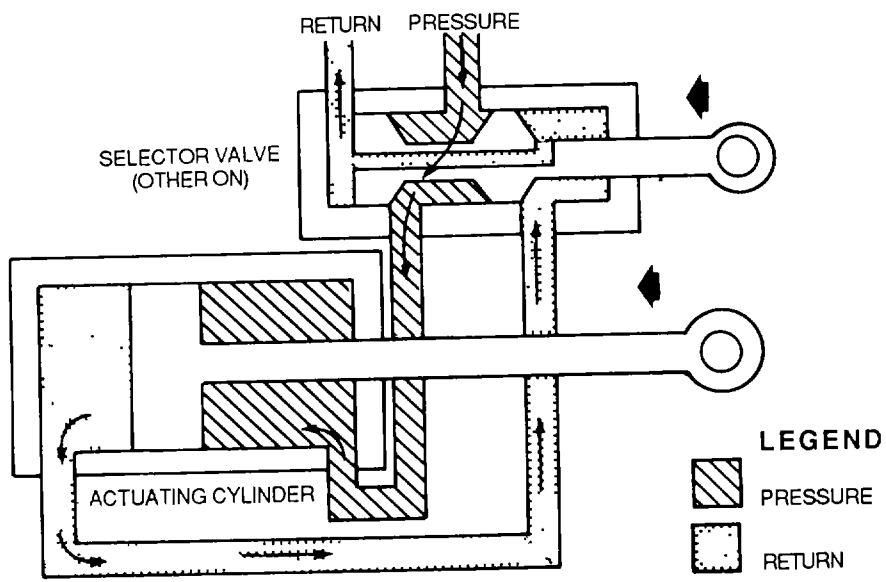 RETURN PRESSURE
SELECTOR VALVE
(OTHER ON)
ACTUATING CYLINDER
LEGEND
PRESSURE
RETURN